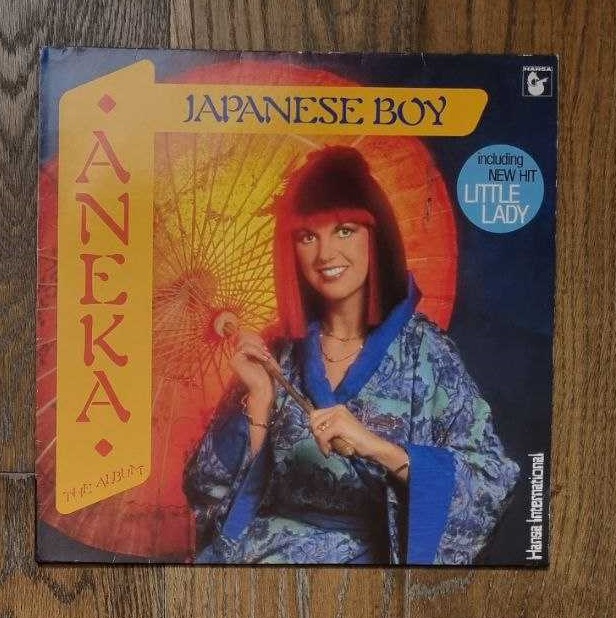 HANSA
JAPANESE BOY
ANEKA
THE ALBUM
including
NEW HIT
LITTLE
LADY
Hansa International